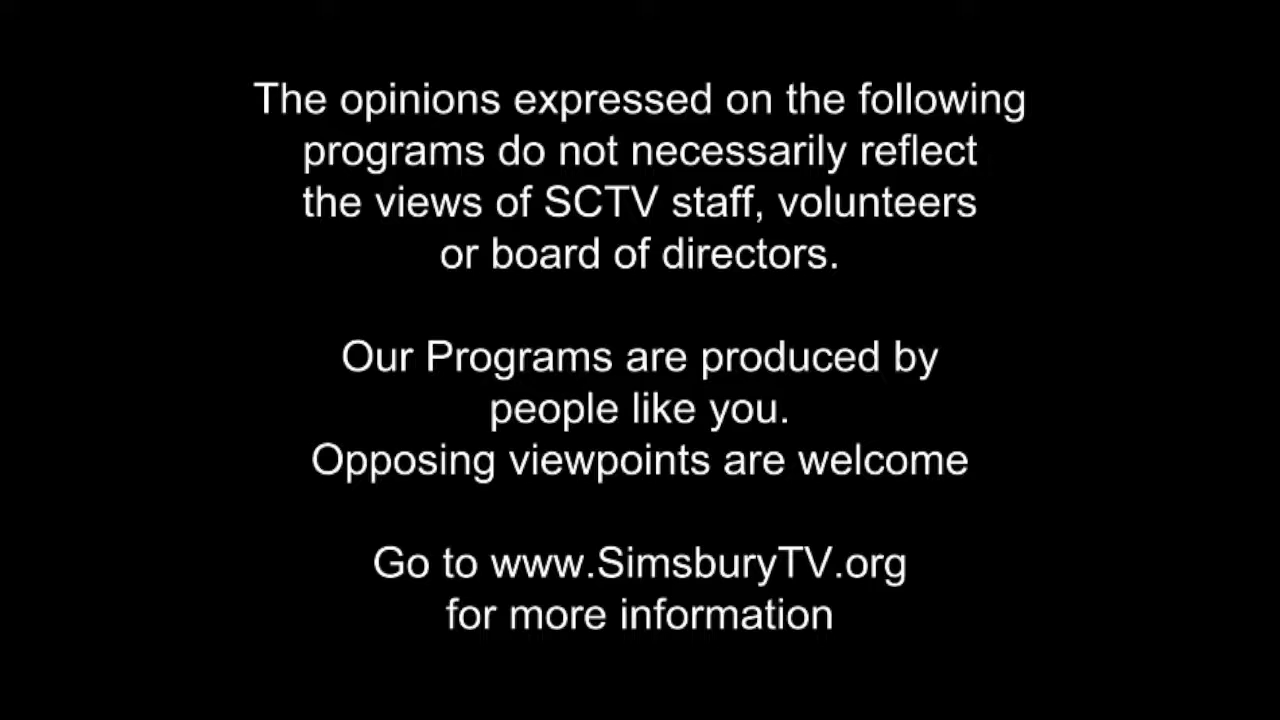 The opinions expressed on the following
programs do not necessarily reflect
the views of SCTV staff, volunteers
or board of directors.
Our Programs are produced by
people like you.
Opposing viewpoints are welcome
Go to www.SimsburyTV.org
for more information